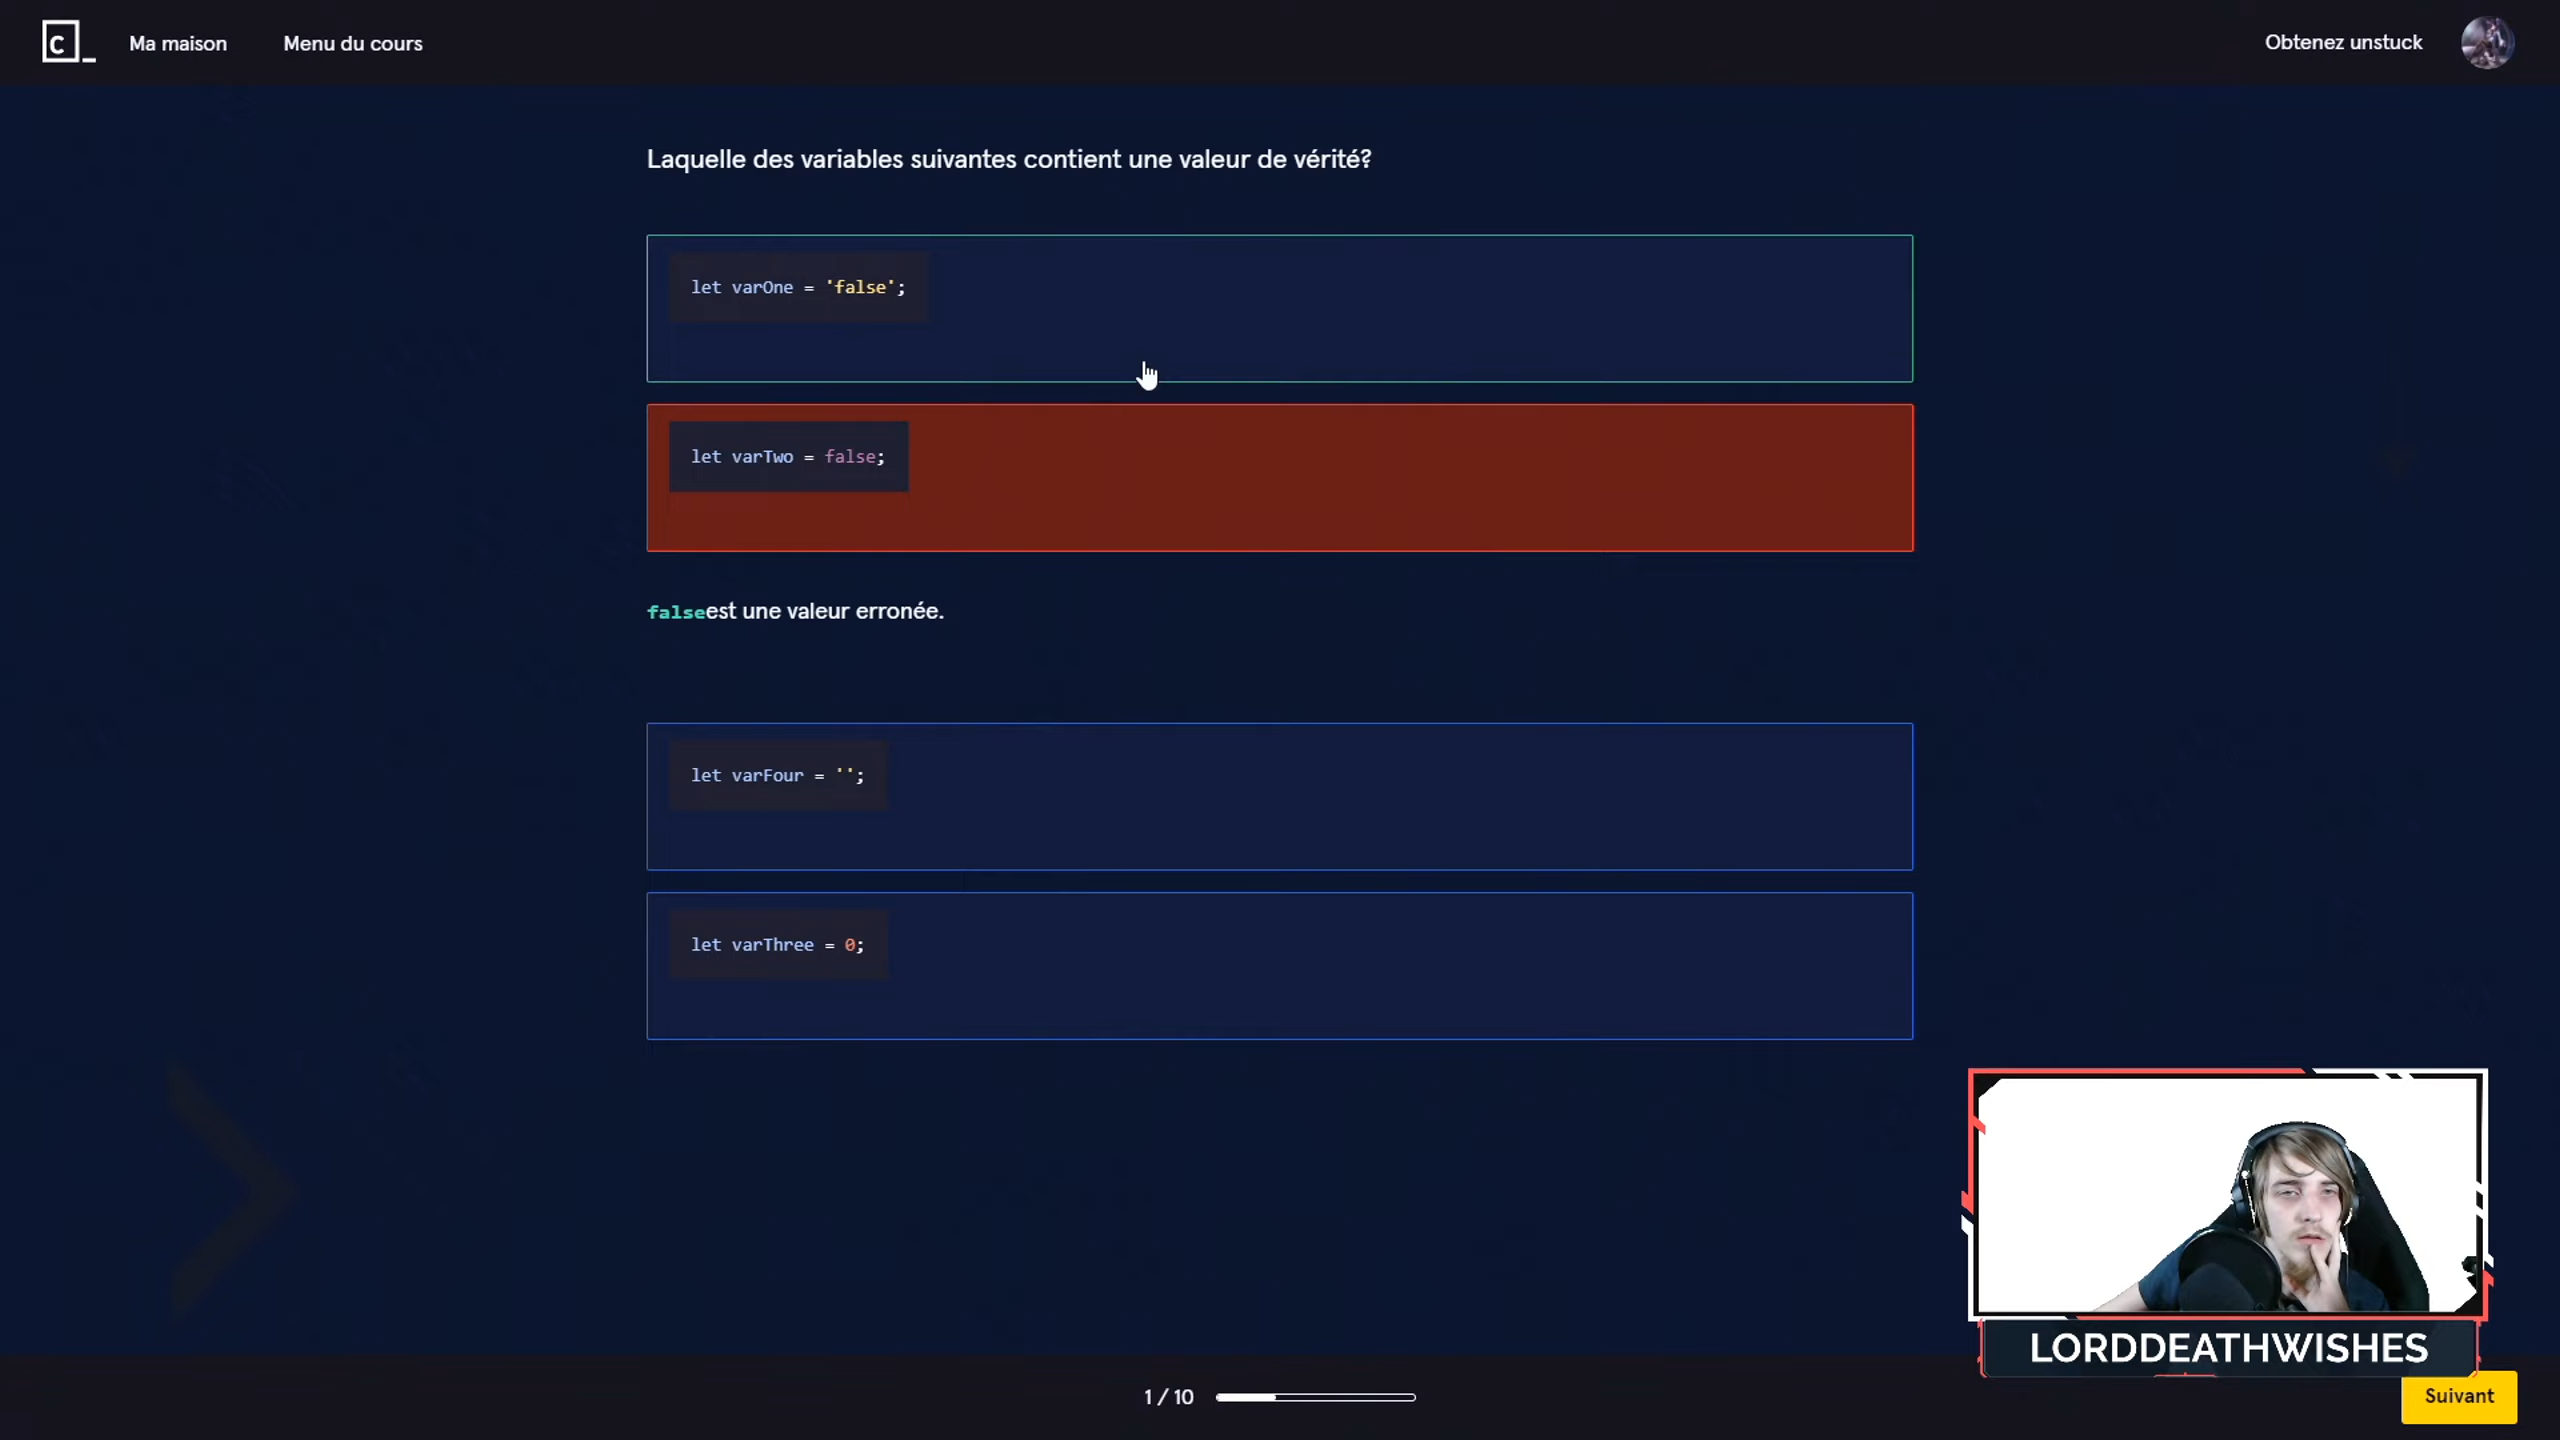 C_
Ma maison
Menu du cours
Obtenez unstuck
Laquelle des variables suivantes contient une valeur de vérité?
let varOne = 'false';
let varTwo = false;
falseest une valeur erronée.
let varFour = '';
let varThree = 0;
LORDDEATHWISHES
1 / 10
Suivant